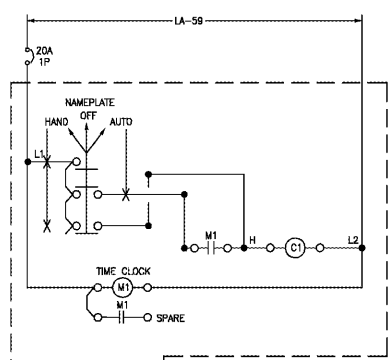 LA-59
20A
1P
NAMEPLATE
OFF
HAND
AUTO
L1
M1
H
C1
L2
TIME CLOCK
M1
M1
SPARE